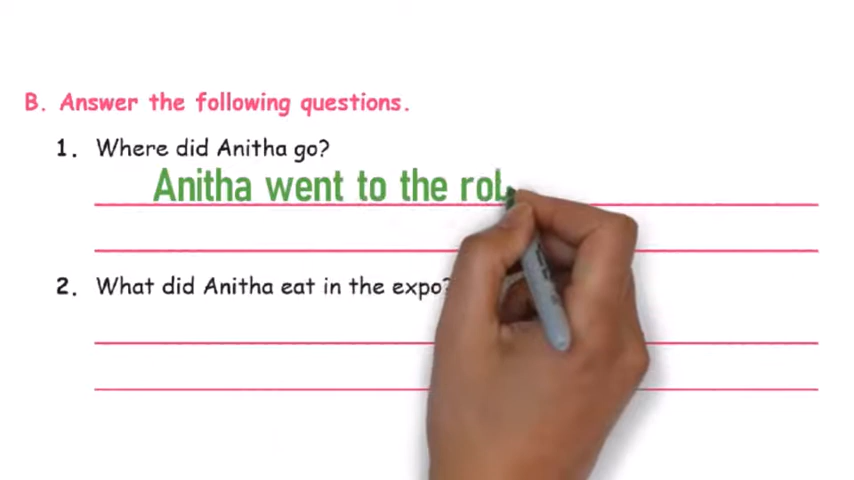 B. Answer the following questions.
1. Where did Anitha go?
Anitha went to the
2. What did Anitha eat in the expo?